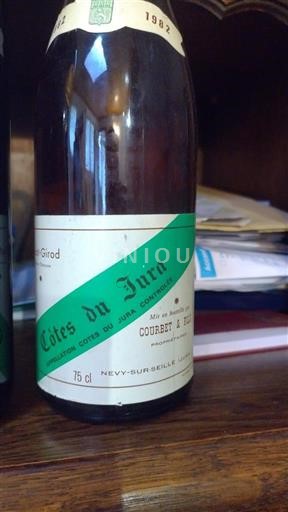 1982
Girod
Côtes du Jura
APPELLATION COTES DU JURA CONTRÔLÉE
Mis en bouteille par
COURBET &
PROPRIÉTAIRES
75 cl
NEVY-SUR-SEILLE